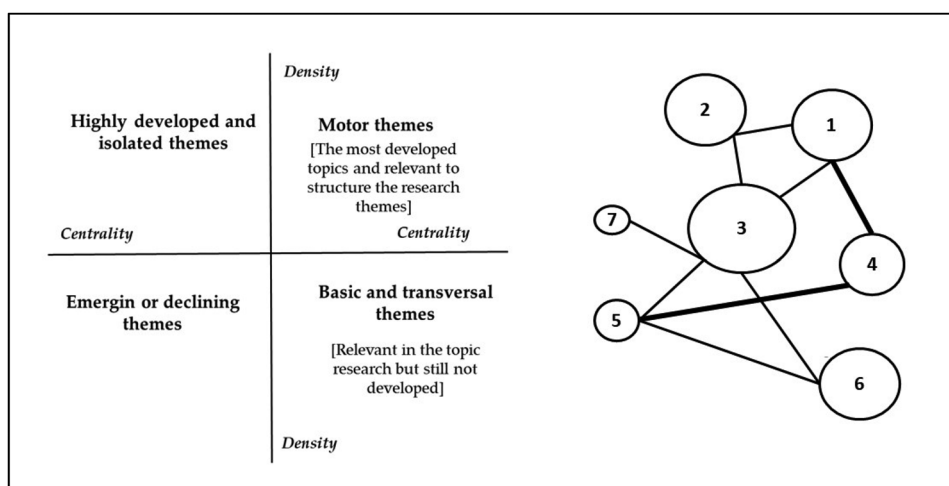 Density
Highly developed and
isolated themes
Motor themes
[The most developed
topics and relevant to
structure the research
themes]
Centrality
Centrality
Emergin or declining
themes
Basic and transversal
themes
[Relevant in the topic
research but still not
developed]
Density
2
1
3
7
4
5
6